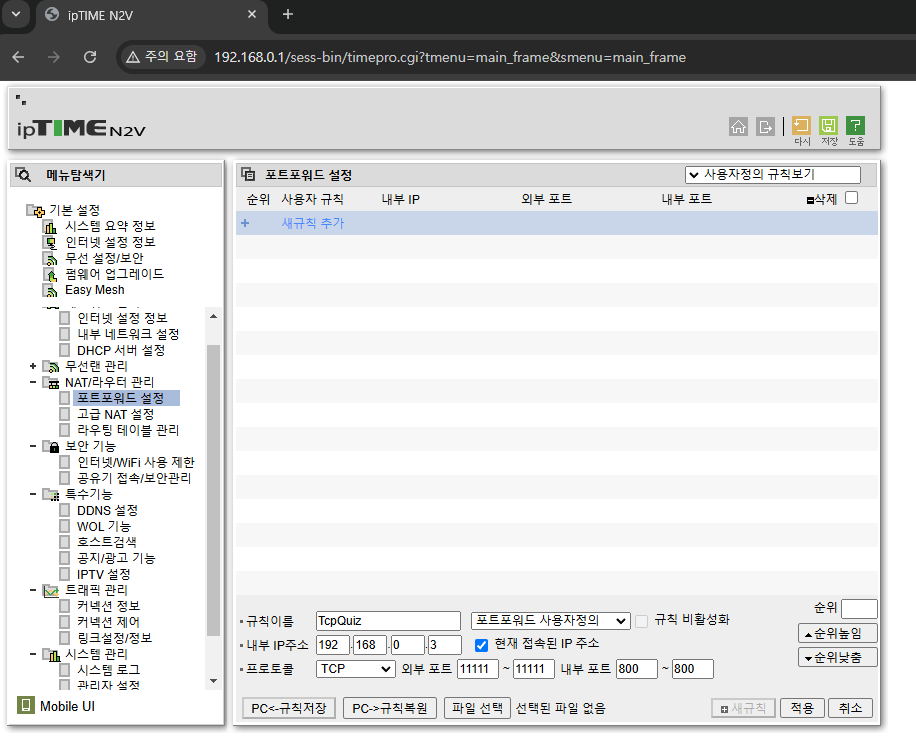 ipTIME N2V
주의 요함
192.168.0.1/sess-bin/timepro.cgi?tmenu=main_frame&smenu=main_frame
ipTIME N2V
다시 저장 도움
메뉴탐색기
기본 설정
시스템 요약 정보
인터넷 설정 정보
무선 설정/보안
펌웨어 업그레이드
Easy Mesh
인터넷 설정 정보
내부 네트워크 설정
DHCP 서버 설정
무선랜 관리
NAT/라우터 관리
포트포워드 설정
고급 NAT 설정
라우팅 테이블 관리
보안 기능
인터넷/WiFi 사용 제한
공유기 접속/보안관리
특수기능
DDNS 설정
WOL 기능
호스트검색
공지/광고 기능
IPTV 설정
트래픽 관리
커넥션 정보
커넥션 제어
링크설정/정보
시스템 관리
시스템 로그
관리자 설정
Mobile UI
포트포워드 설정
사용자정의 규칙보기
순위 사용자 규칙 내부 IP 외부 포트 내부 포트 삭제
+ 새규칙 추가
순위
규칙이름 TcpQuiz 포트포워드 사용자정의 규칙 비활성화
순위높임
내부 IP주소 192 .168 .0 .3 현재 접속된 IP 주소
순위낮춤
프로토콜 TCP 외부 포트 11111 ~ 11111 내부 포트 800 ~ 800
PC<-규칙저장 PC->규칙복원 파일 선택 선택된 파일 없음 새규칙 적용 취소